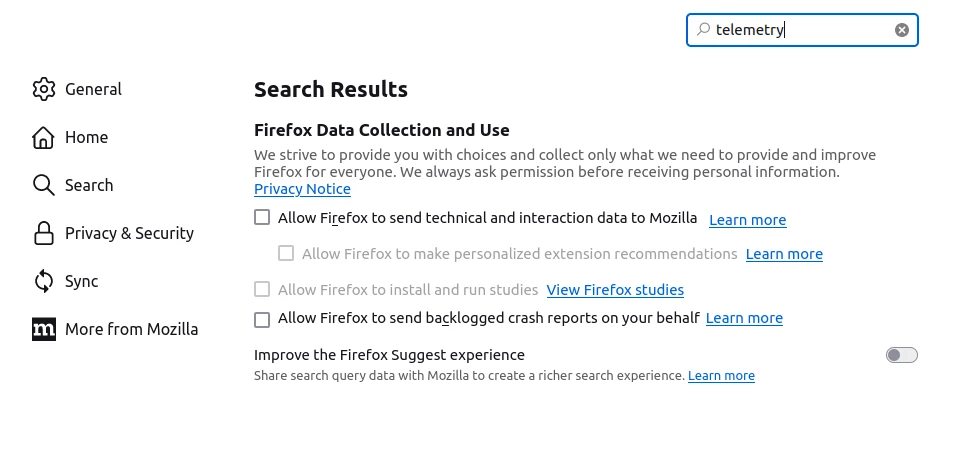 telemetry
General
Home
Search
Privacy & Security
Sync
m More from Mozilla
Search Results
Firefox Data Collection and Use
We strive to provide you with choices and collect only what we need to provide and improve
Firefox for everyone. We always ask permission before receiving personal information.
Privacy Notice
Allow Firefox to send technical and interaction data to Mozilla Learn more
Allow Firefox to make personalized extension recommendations Learn more
Allow Firefox to install and run studies View Firefox studies
Allow Firefox to send backlogged crash reports on your behalf Learn more
Improve the Firefox Suggest experience
Share search query data with Mozilla to create a richer search experience. Learn more